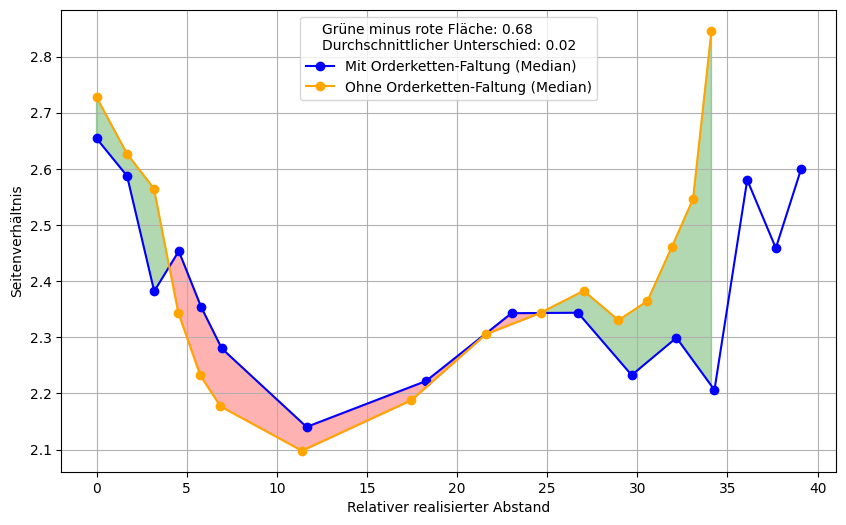 Grüne minus rote Fläche: 0.68
Durchschnittlicher Unterschied: 0.02
Mit Orderketten-Faltung (Median)
Ohne Orderketten-Faltung (Median)
2.8
2.7
2.6
2.5
2.4
2.3
2.2
2.1
Seitenverhältnis
0 5 10 15 20 25 30 35 40
Relativer realisierter Abstand